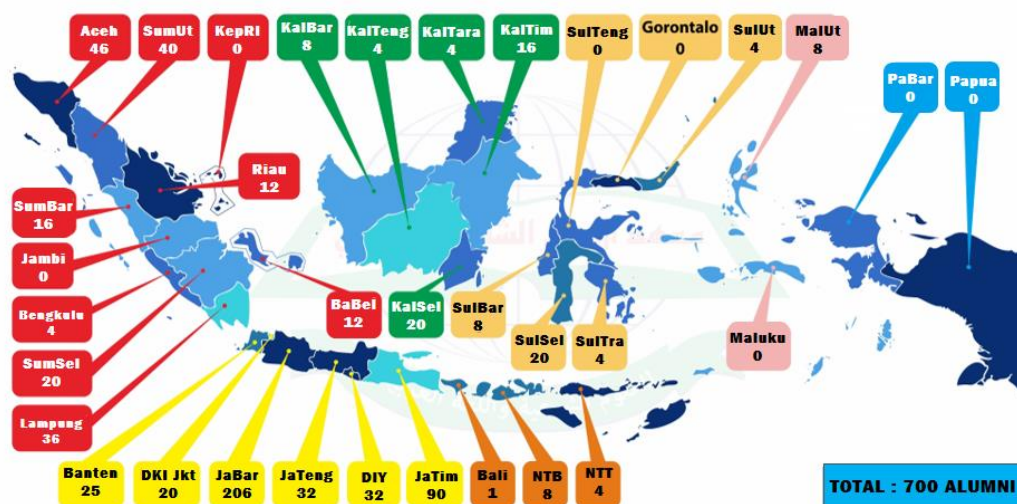 Aceh
46
SumUt
40
KepRI
0
KalBar
8
KalTeng
4
KalTara
4
KalTim
16
SulTeng
0
Gorontalo
0
SulUt
4
MalUt
8
PaBar
0
Papua
0
Riau
12
SumBar
16
Jambi
0
Bengkulu
4
SumSel
20
Lampung
36
BaBel
12
KalSel
20
SulBar
8
SulSel
20
SulTra
4
Maluku
0
Banten
25
DKI Jkt
20
JaBar
206
JaTeng
32
DIY
32
JaTim
90
Bali
1
NTB
8
NTT
4
TOTAL : 700 ALUMNI